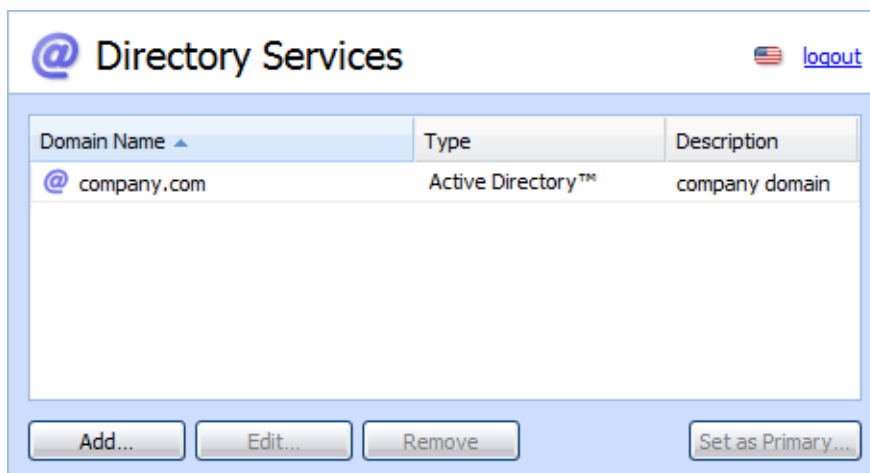 @ Directory Services
logout
Domain Name Type Description
@ company.com Active Directory™ company domain
Add... Edit... Remove Set as Primary...